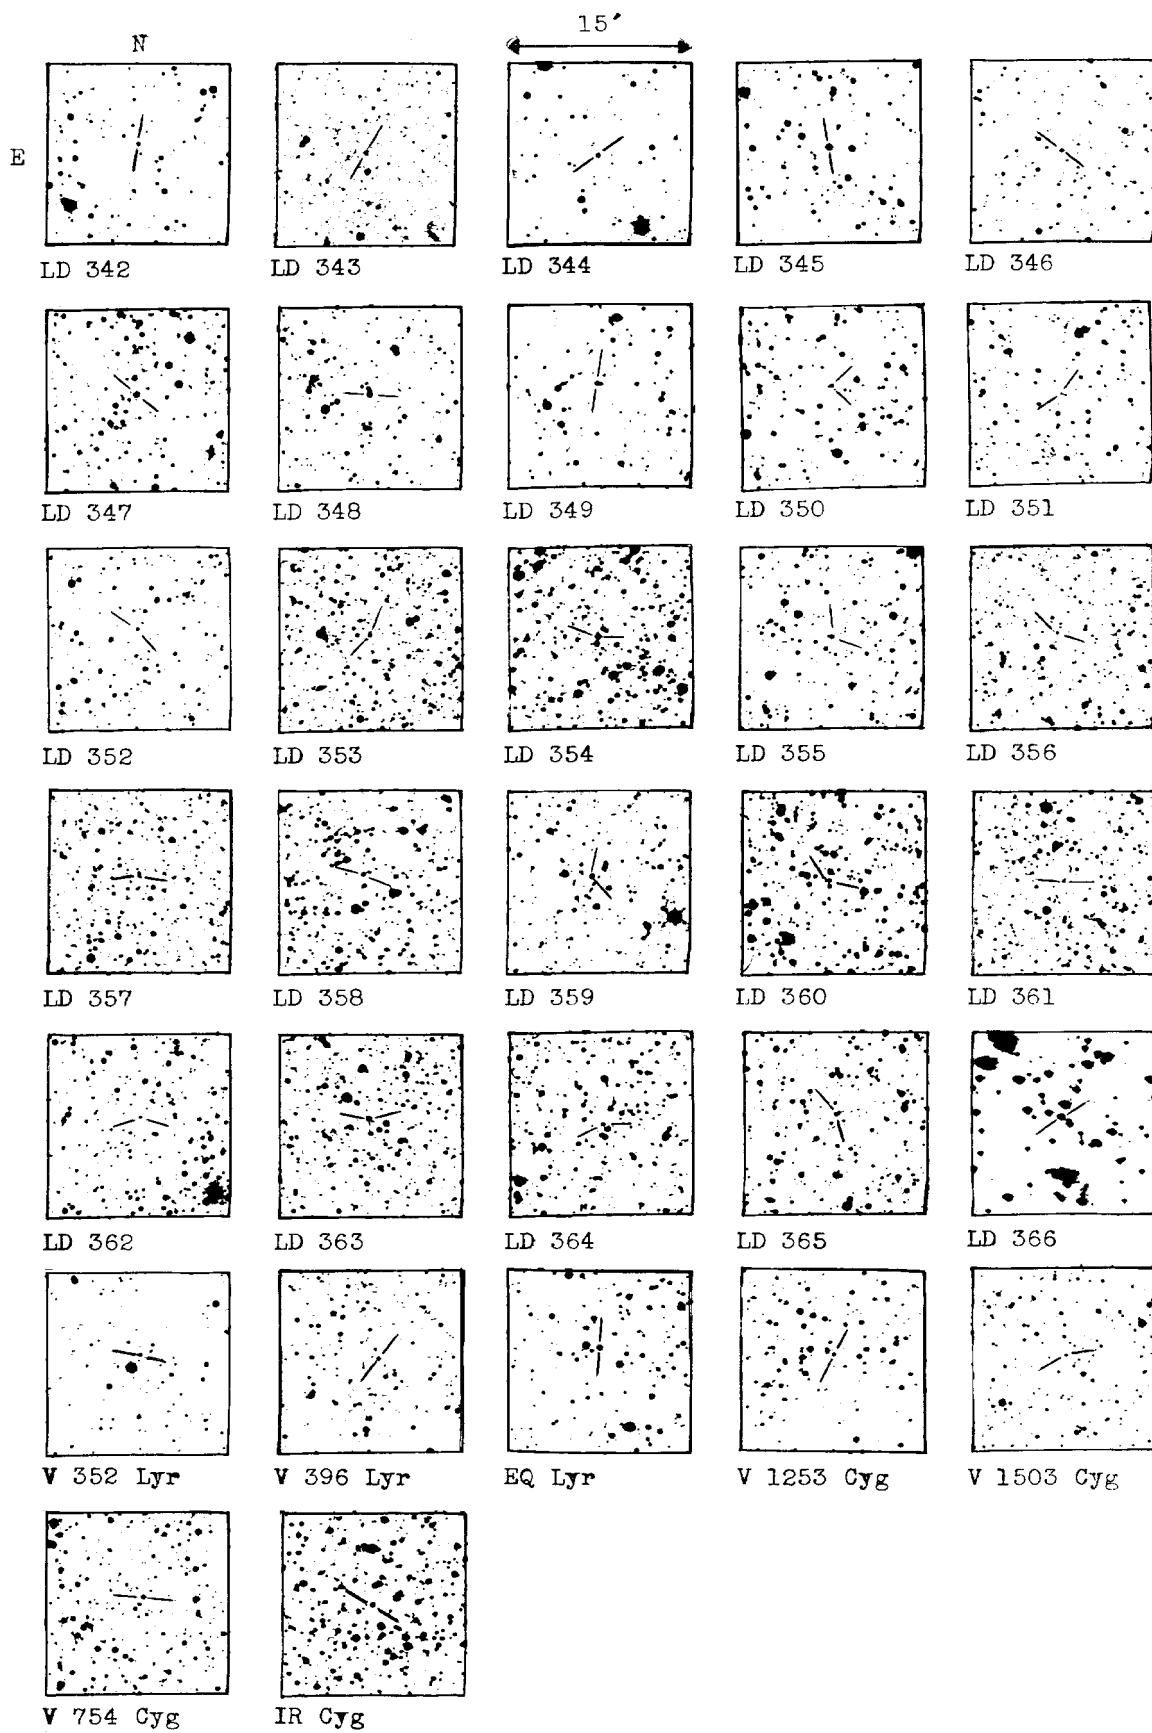 15′
N
E
LD 342 LD 343 LD 344 LD 345 LD 346
LD 347 LD 348 LD 349 LD 350 LD 351
LD 352 LD 353 LD 354 LD 355 LD 356
LD 357 LD 358 LD 359 LD 360 LD 361
LD 362 LD 363 LD 364 LD 365 LD 366
V 352 Lyr V 396 Lyr EQ Lyr V 1253 Cyg V 1503 Cyg
V 754 Cyg IR Cyg